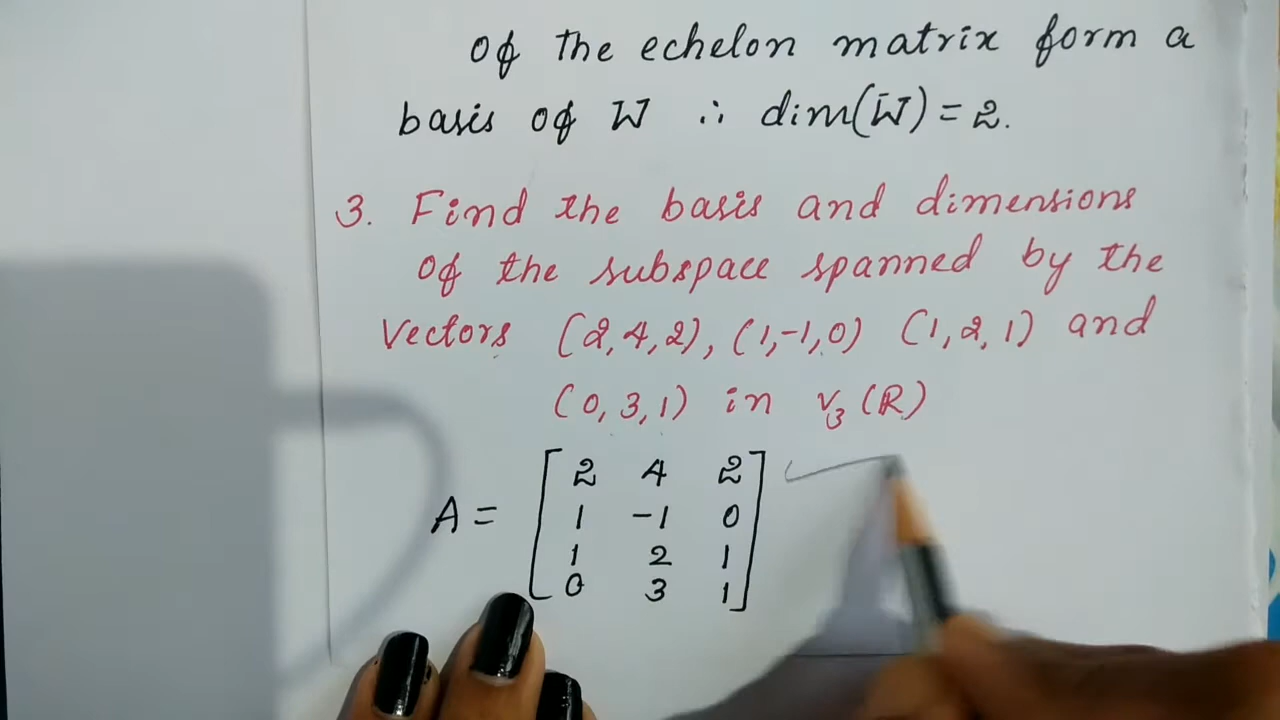 of the echelon matrix form a
basis of W ∴ dim(W) = 2.
3. Find the basis and dimensions
of the subspace spanned by the
vectors (2,4,2), (1,-1,0) (1,2,1) and
(0,3,1) in V3(R)
A = [2 4 2
1 -1 0
1 2 1
0 3 1]